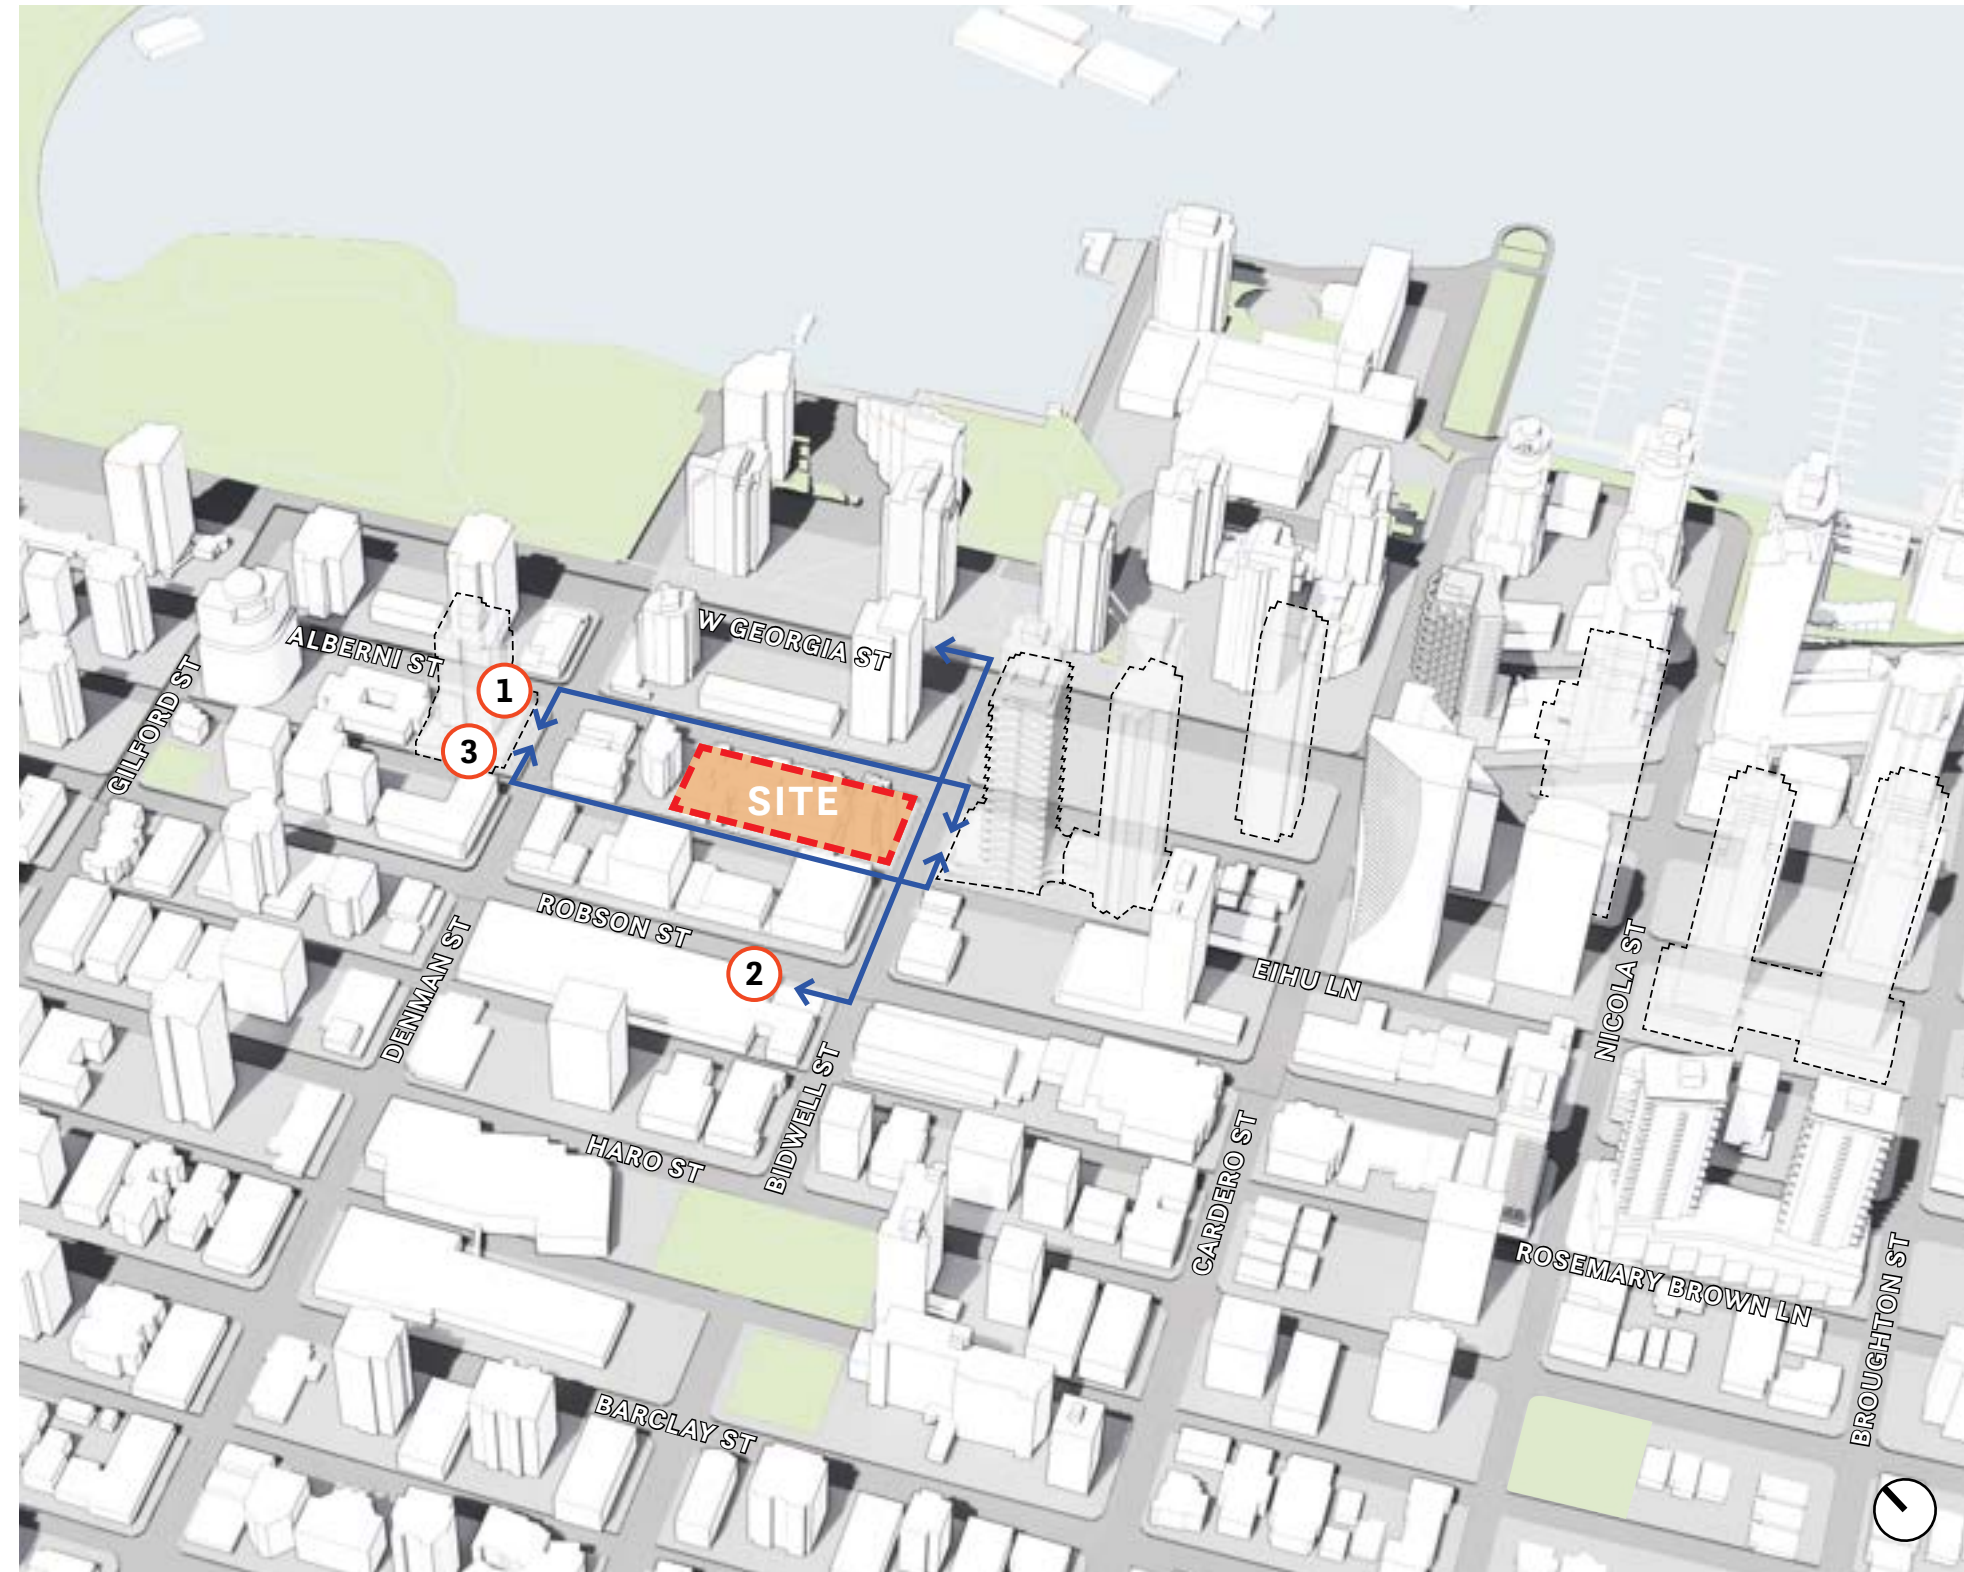 W GEORGIA ST
ALBERNI ST
GILFORD ST
1
3
SITE
ROBSON ST
DENMAN ST
2
EIHU LN
NICOLA ST
BIDWELL ST
HARO ST
CARDERO ST
ROSEMARY BROWN LN
BROUGHTON ST
BARCLAY ST